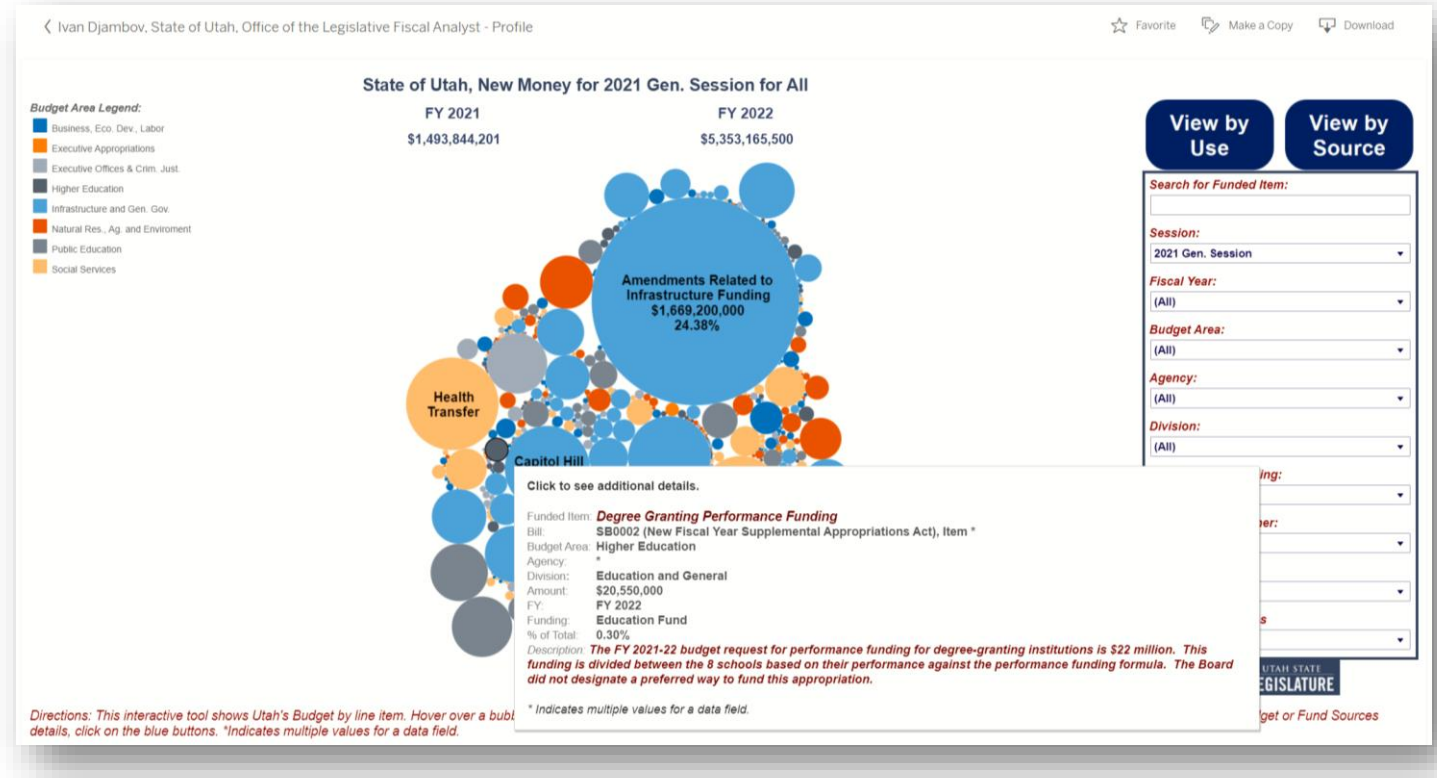 Ivan Djambov, State of Utah, Office of the Legislative Fiscal Analyst - Profile
Favorite
Make a Copy
Download
State of Utah, New Money for 2021 Gen. Session for All
FY 2021
FY 2022
$1,493,844,201
$5,353,165,500
Budget Area Legend:
Business, Eco. Dev., Labor
Executive Appropriations
Executive Offices & Crim. Just.
Higher Education
Infrastructure and Gen. Gov.
Natural Res., Ag. and Enviroment
Public Education
Social Services
Amendments Related to
Infrastructure Funding
$1,669,200,000
24.38%
Health
Transfer
Capitol Hill
View by
Use
View by
Source
Search for Funded Item:
Session:
2021 Gen. Session
Fiscal Year:
(All)
Budget Area:
(All)
Agency:
(All)
Division:
(All)
ing:
er:
s
Click to see additional details.
Funded Item: Degree Granting Performance Funding
Bill: SB0002 (New Fiscal Year Supplemental Appropriations Act), Item *
Budget Area: Higher Education
Agency: *
Division: Education and General
Amount: $20,550,000
FY: FY 2022
Funding: Education Fund
% of Total: 0.30%
Description: The FY 2021-22 budget request for performance funding for degree-granting institutions is $22 million. This
funding is divided between the 8 schools based on their performance against the performance funding formula. The Board
did not designate a preferred way to fund this appropriation.
* Indicates multiple values for a data field.
UTAH STATE
EGISLATURE
Directions: This interactive tool shows Utah's Budget by line item. Hover over a bub
get or Fund Sources
details, click on the blue buttons. *Indicates multiple values for a data field.